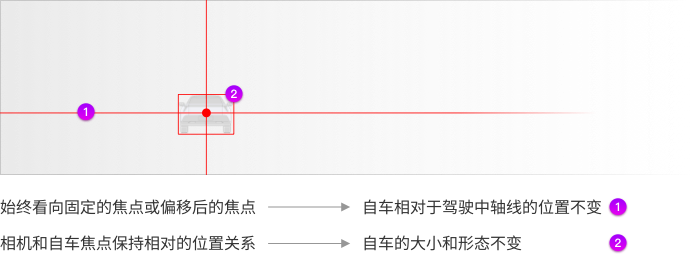 2
1
始终看向固定的焦点或偏移后的焦点 自车相对于驾驶中轴线的位置不变 1
相机和自车焦点保持相对的位置关系 自车的大小和形态不变 2